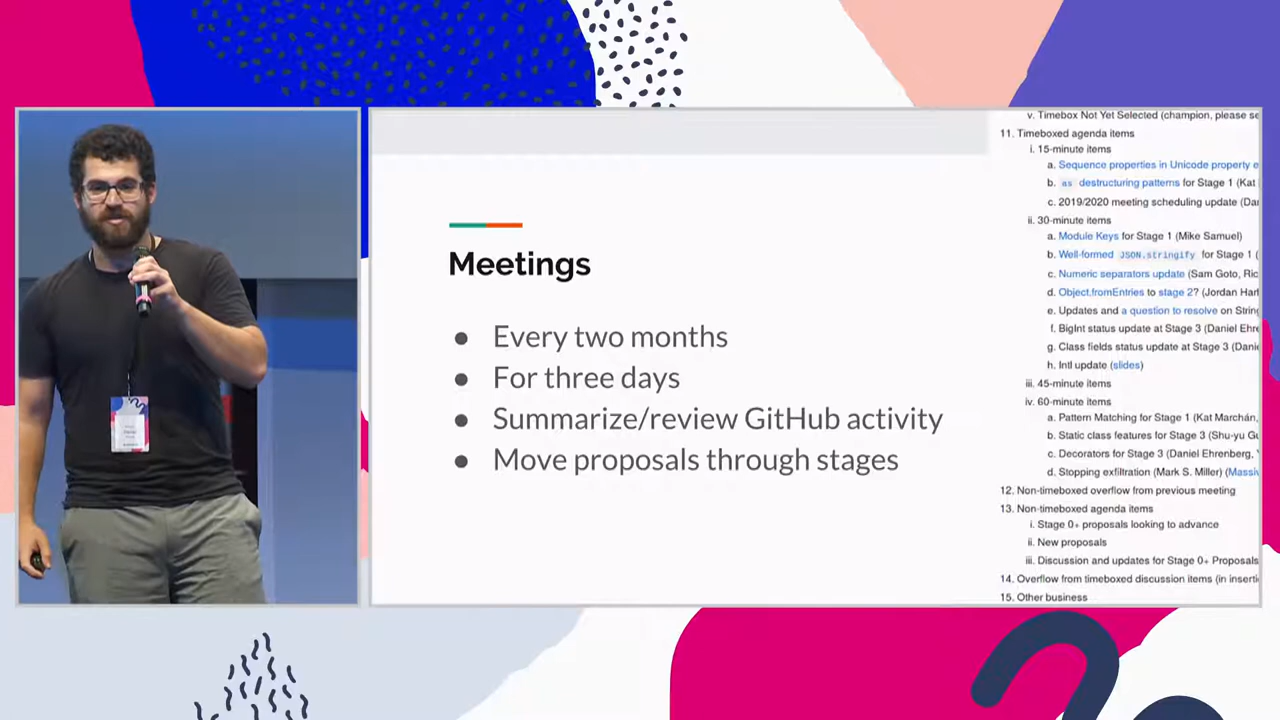 Meetings
● Every two months
● For three days
● Summarize/review GitHub activity
● Move proposals through stages
v. Timebox Not Yet Selected (champion, please se
11. Timeboxed agenda items
i. 15-minute items
a. Sequence properties in Unicode property e
b. as destructuring patterns for Stage 1 (Kat
c. 2019/2020 meeting scheduling update (Da
ii. 30-minute items
a. Module Keys for Stage 1 (Mike Samuel)
b. Well-formed JSON.stringify for Stage 1 (
c. Numeric separators update (Sam Goto, Ric
d. Object.fromEntries to stage 2? (Jordan Har
e. Updates and a question to resolve on String
f. BigInt status update at Stage 3 (Daniel Ehre
g. Class fields status update at Stage 3 (Danie
h. Intl update (slides)
iii. 45-minute items
iv. 60-minute items
a. Pattern Matching for Stage 1 (Kat Marchán,
b. Static class features for Stage 3 (Shu-yu Gu
c. Decorators for Stage 3 (Daniel Ehrenberg,
d. Stopping exfiltration (Mark S. Miller) (Massiv
12. Non-timeboxed overflow from previous meeting
13. Non-timeboxed agenda items
i. Stage 0+ proposals looking to advance
ii. New proposals
iii. Discussion and updates for Stage 0+ Proposals
14. Overflow from timeboxed discussion items (in inserti
15. Other business